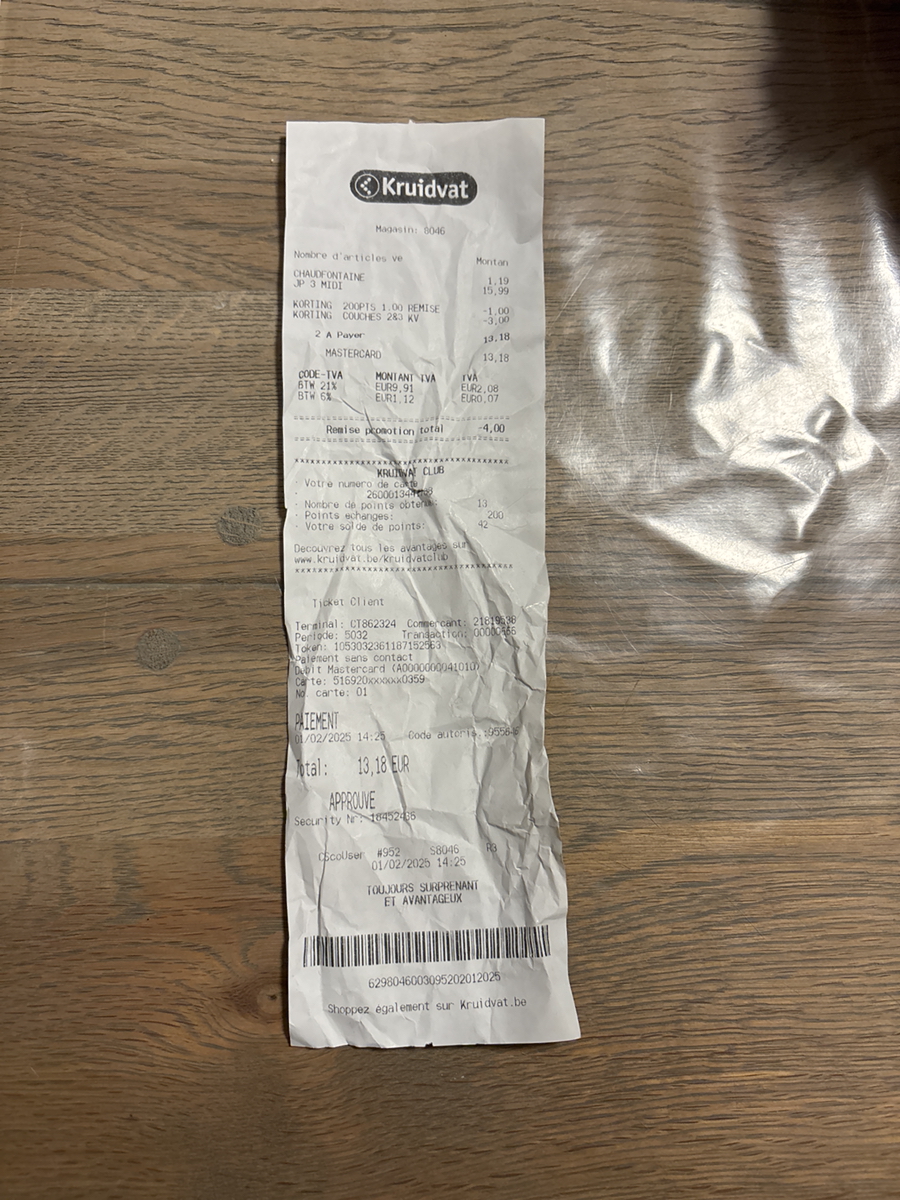 Kruidvat
Magasin: 8046
Nombre d'articles ve Montan
CHAUDFONTAINE 1,19
JP 3 MIDI 15,99
KORTING 200PTS 1.00 REMISE -1,00
KORTING COUCHES 2&3 KV -3,00
2 A Payer 13,18
MASTERCARD 13,18
CODE-TVA MONTANT TVA TVA
BTW 21% EUR9,91 EUR2,08
BTW 6% EUR1,12 EUR0,07
Remise promotion total -4,00
KRUIDVAT CLUB
· Votre numero de carte
· Nombre de points obtenu: 13
· Points echanges: 200
· Votre solde de points: 42
Decouvrez tous les avantages sur
www.kruidvat.be/kruidvatclub
Ticket Client
Terminal: CT862324 Commercant:
Periode: 5032 Transaction:
Token:
Paiement sans contact
Debit Mastercard (A0000000041010)
Carte: 516920xxxxxx0359
No. carte: 01
PAIEMENT
01/02/2025 14:25 Code autoris.:
Total: 13,18 EUR
APPROUVE
Security Nr:
CScoUser #952 S8046 R3
01/02/2025 14:25
TOUJOURS SURPRENANT
ET AVANTAGEUX
6298046003095202012025
Shoppez également sur Kruidvat.be